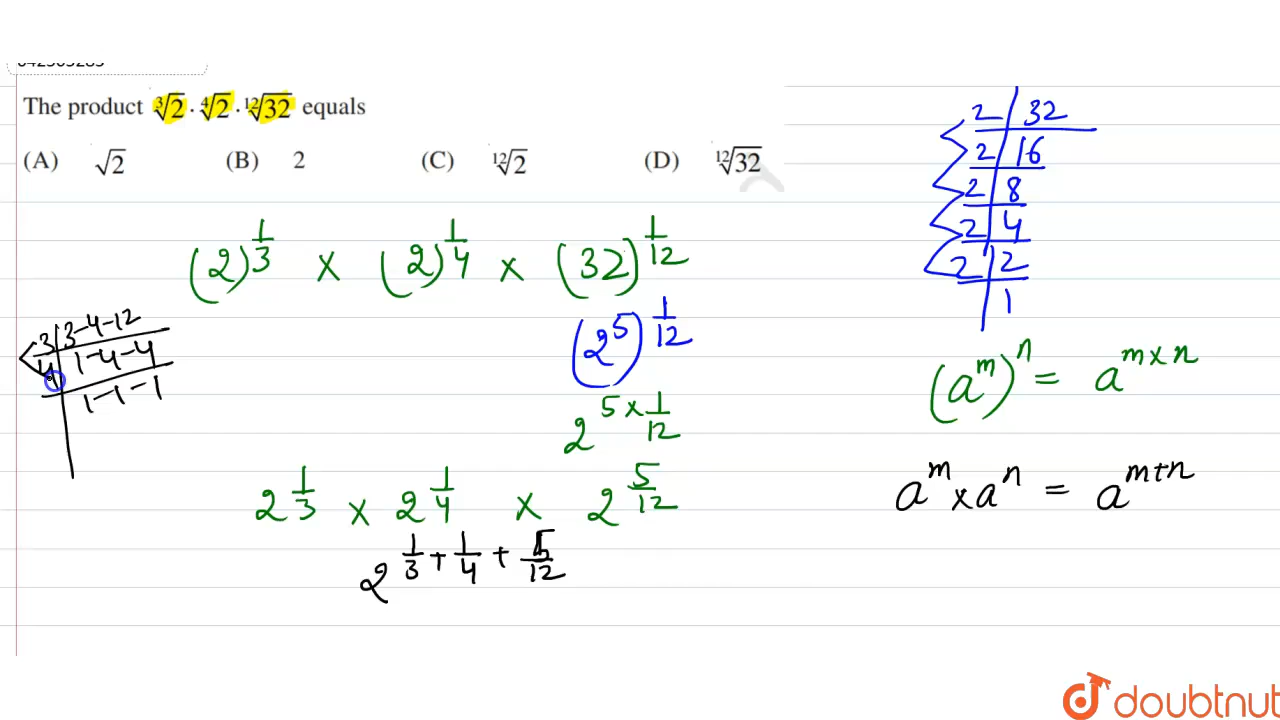 The product ∛2 · ∜2 · ¹²√32 equals
(A) √2 (B) 2 (C) ¹²√2 (D) ¹²√32
(2)^(1/3) × (2)^(1/4) × (32)^(1/12)
(2^5)^(1/12)
2^(5×1/12)
2^(1/3) × 2^(1/4) × 2^(5/12)
2^(1/3 + 1/4 + 5/12)
3 | 3-4-12
4 | 1-4-4
1-1-1
2 | 32
2 | 16
2 | 8
2 | 4
2 | 2
1
(a^m)^n = a^(m×n)
a^m × a^n = a^(m+n)
doubtnut